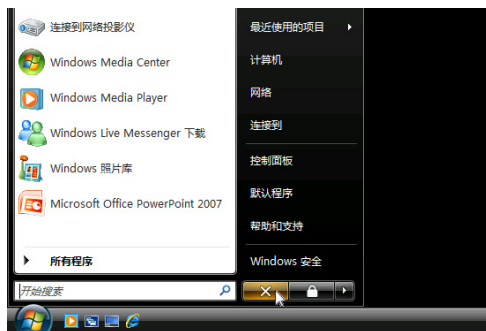 连接到网络投影仪
Windows Media Center
Windows Media Player
Windows Live Messenger 下载
Windows 照片库
Microsoft Office PowerPoint 2007
所有程序
开始搜索
最近使用的项目
计算机
网络
连接到
控制面板
默认程序
帮助和支持
Windows 安全